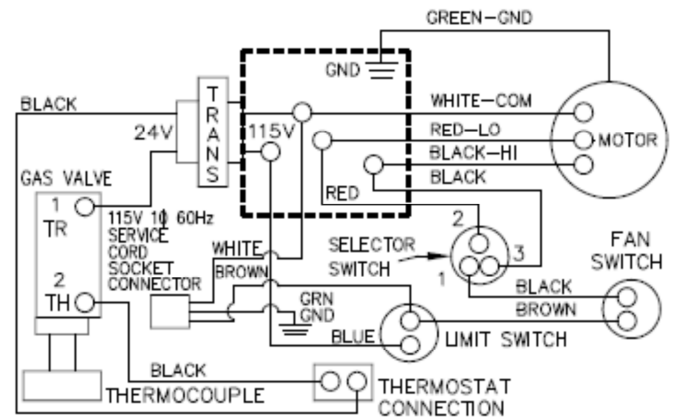 GREEN-GND
GND
BLACK
TRANS
24V
115V
WHITE-COM
RED-LO
BLACK-HI
MOTOR
BLACK
RED
GAS VALVE
1
TR
2
TH
115V 1ϕ 60Hz
SERVICE
CORD
SOCKET
CONNECTOR
WHITE
BROWN
GRN
GND
SELECTOR
SWITCH
2
3
1
FAN
SWITCH
BLACK
BROWN
BLUE
LIMIT SWITCH
BLACK
THERMOCOUPLE
THERMOSTAT
CONNECTION